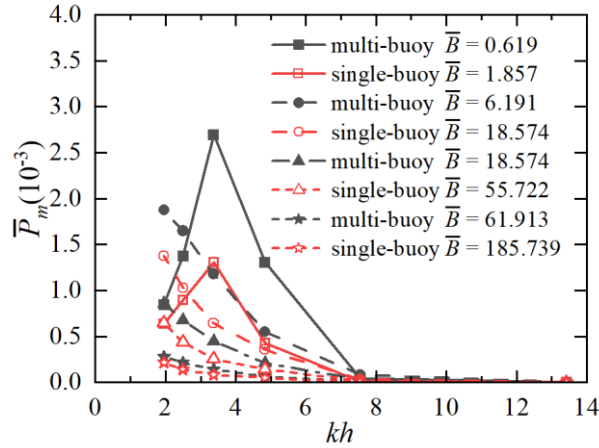 4.0
3.5
3.0
2.5
2.0
1.5
1.0
0.5
0.0
P̅ₘ(10⁻³)
multi-buoy B̅ = 0.619
single-buoy B̅ = 1.857
multi-buoy B̅ = 6.191
single-buoy B̅ = 18.574
multi-buoy B̅ = 18.574
single-buoy B̅ = 55.722
multi-buoy B̅ = 61.913
single-buoy B̅ = 185.739
0 2 4 6 8 10 12 14
kh